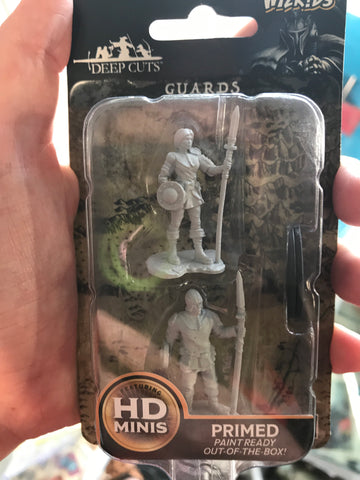 WIZKIDS
DEEP CUTS
GUARDS
FEATURING
HD
MINIS
PRIMED
PAINT READY
OUT-OF-THE-BOX!